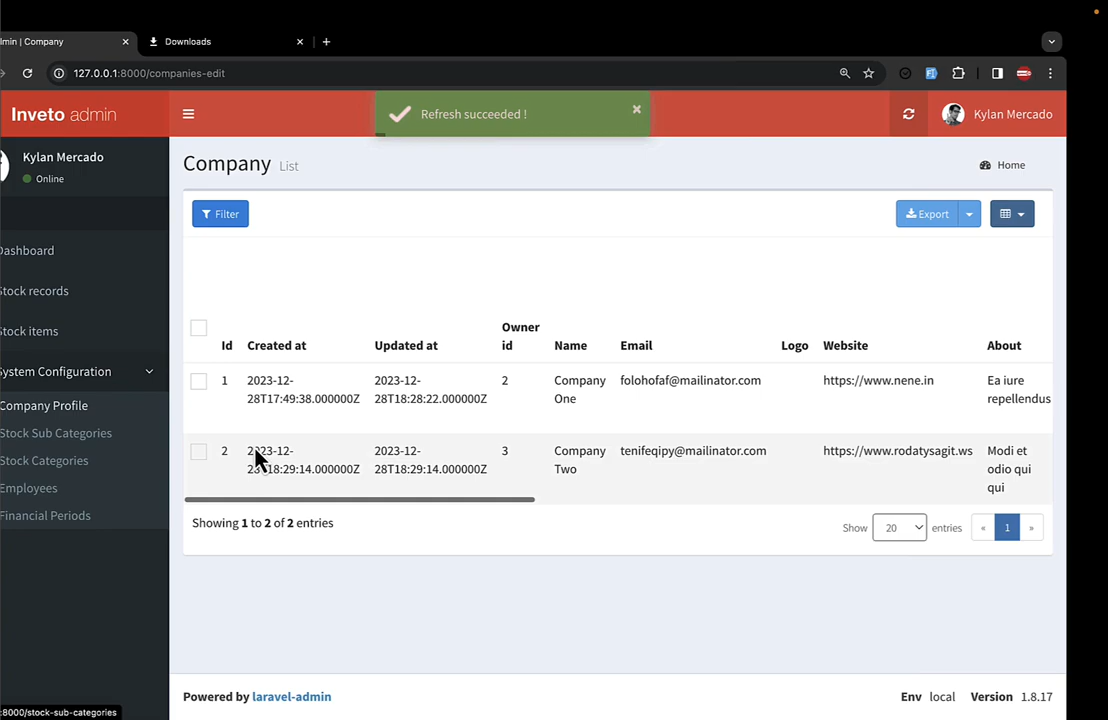 lmin | Company
Downloads
127.0.0.1:8000/companies-edit
Inveto admin
Refresh succeeded !
Kylan Mercado
Kylan Mercado
Online
Company List
Home
Filter
Export
Dashboard
Stock records
Stock items
System Configuration
Company Profile
Stock Sub Categories
Stock Categories
Employees
Financial Periods
Id Created at Updated at Owner id Name Email Logo Website About
1 2023-12-28T17:49:38.000000Z 2023-12-28T18:28:22.000000Z 2 Company One folohofaf@mailinator.com https://www.nene.in Ea iure repellendus
2 2023-12-28T18:29:14.000000Z 2023-12-28T18:29:14.000000Z 3 Company Two tenifeqipy@mailinator.com https://www.rodatysagit.ws Modi et odio qui qui
Showing 1 to 2 of 2 entries
Show 20 entries « 1 »
Powered by laravel-admin
Env local Version 1.8.17
:8000/stock-sub-categories